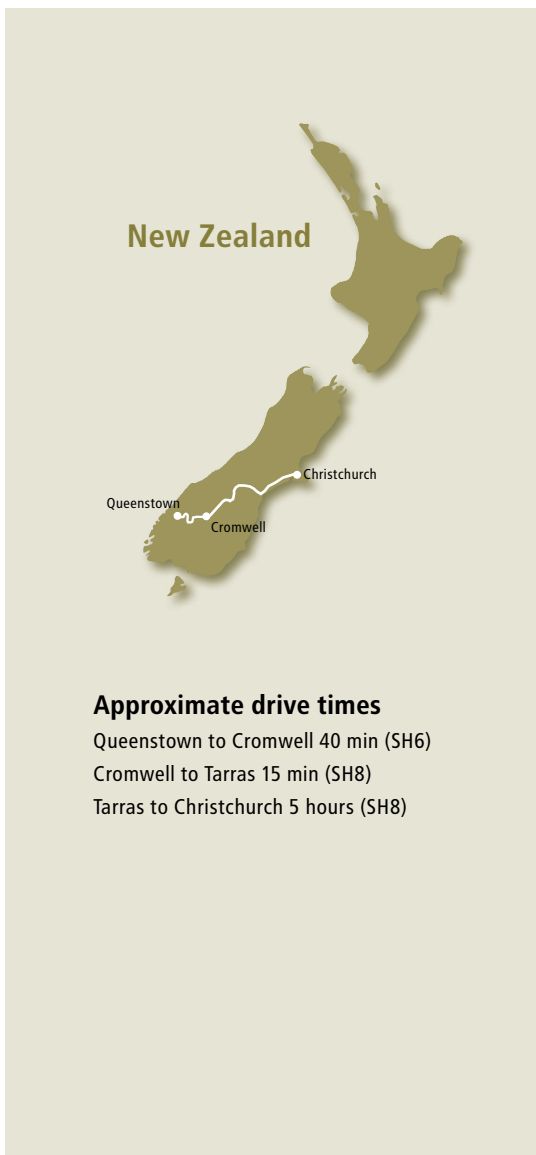 New Zealand
Christchurch
Queenstown
Cromwell
Approximate drive times
Queenstown to Cromwell 40 min (SH6)
Cromwell to Tarras 15 min (SH8)
Tarras to Christchurch 5 hours (SH8)